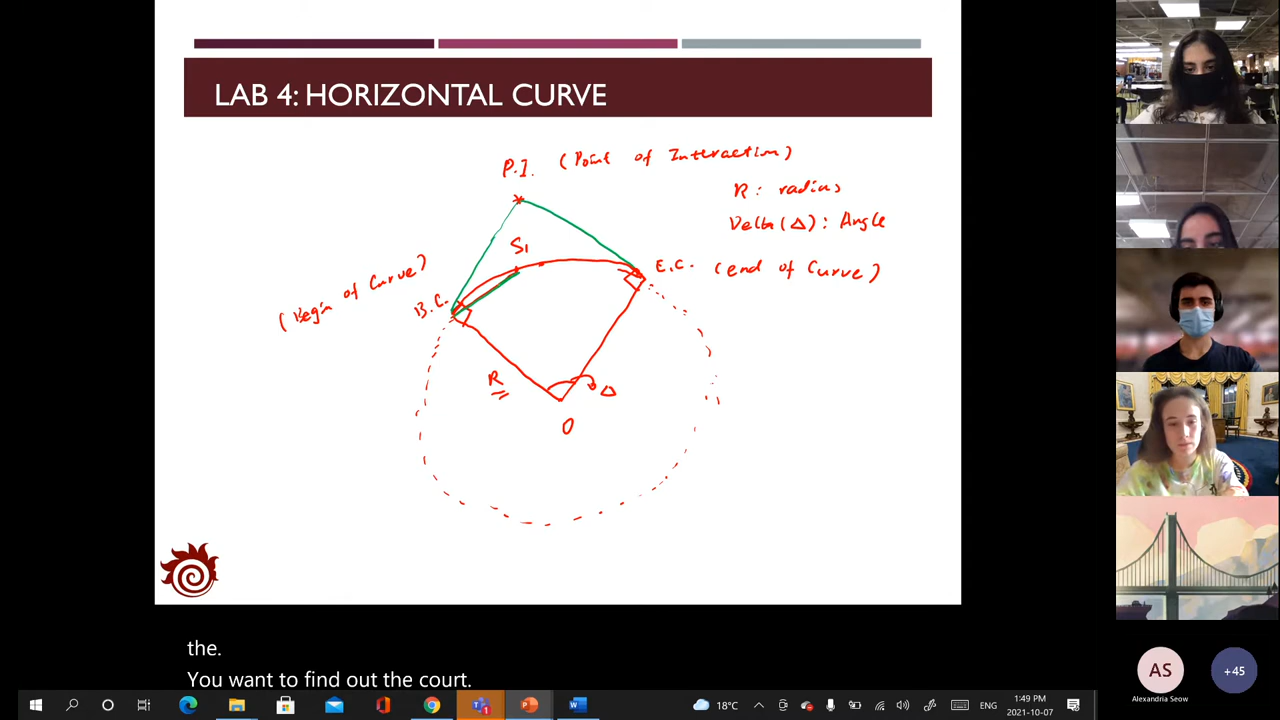 LAB 4: HORIZONTAL CURVE
P.I. (Point of Interaction)
R: radius
Delta (Δ): Angle
S1
E.C. (end of Curve)
(Begin of Curve)
B.C.
R
Δ
O
the.
You want to find out the court.
AS
+45
Alexandria Seow
1
18°C
ENG
1:49 PM
2021-10-07